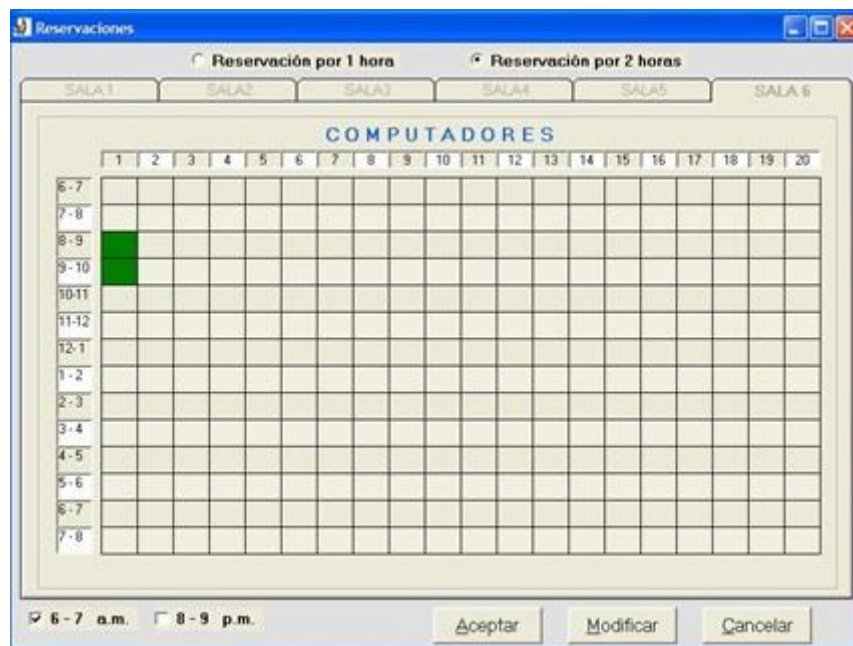 Reservaciones
Reservación por 1 hora Reservación por 2 horas
SALA 1 SALA2 SALA3 SALA4 SALA5 SALA 6
COMPUTADORES
1 2 3 4 5 6 7 8 9 10 11 12 13 14 15 16 17 18 19 20
6 - 7
7 - 8
8 - 9
9 - 10
10-11
11-12
12- 1
1 - 2
2 - 3
3 - 4
4 - 5
5 - 6
6 - 7
7 - 8
6 - 7 a.m. 8 - 9 p.m. Aceptar Modificar Cancelar